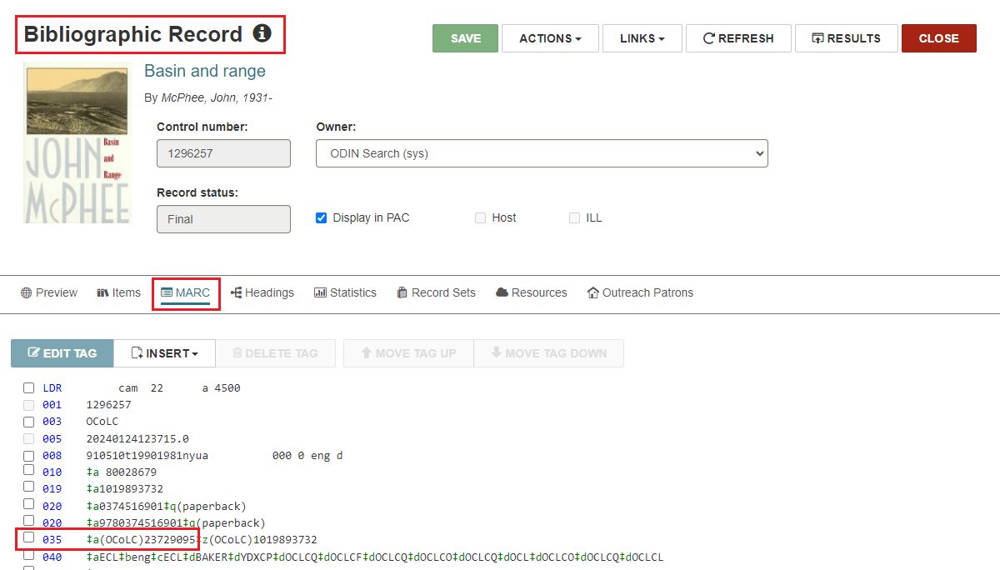 Bibliographic Record
SAVE
ACTIONS
LINKS
REFRESH
RESULTS
CLOSE
Basin and range
By McPhee, John, 1931-
JOHN
McPHEE
Basin
and
Range
Control number:
Owner:
1296257
ODIN Search (sys)
Record status:
Final
Display in PAC
Host
ILL
Preview
Items
MARC
Headings
Statistics
Record Sets
Resources
Outreach Patrons
EDIT TAG
INSERT
DELETE TAG
MOVE TAG UP
MOVE TAG DOWN
LDR cam 22 a 4500
001 1296257
003 OCoLC
005 20240124123715.0
008 910510t19901981nyua 000 0 eng d
010 ‡a 80028679
019 ‡a1019893732
020 ‡a0374516901‡q(paperback)
020 ‡a9780374516901‡q(paperback)
035 ‡a(OCoLC)23729095‡z(OCoLC)1019893732
040 ‡aECL‡beng‡cECL‡dBAKER‡dYDXCP‡dOCLCQ‡dOCLCF‡dOCLCQ‡dOCLCO‡dOCLCQ‡dOCL‡dOCLCO‡dOCLCQ‡dOCLCL